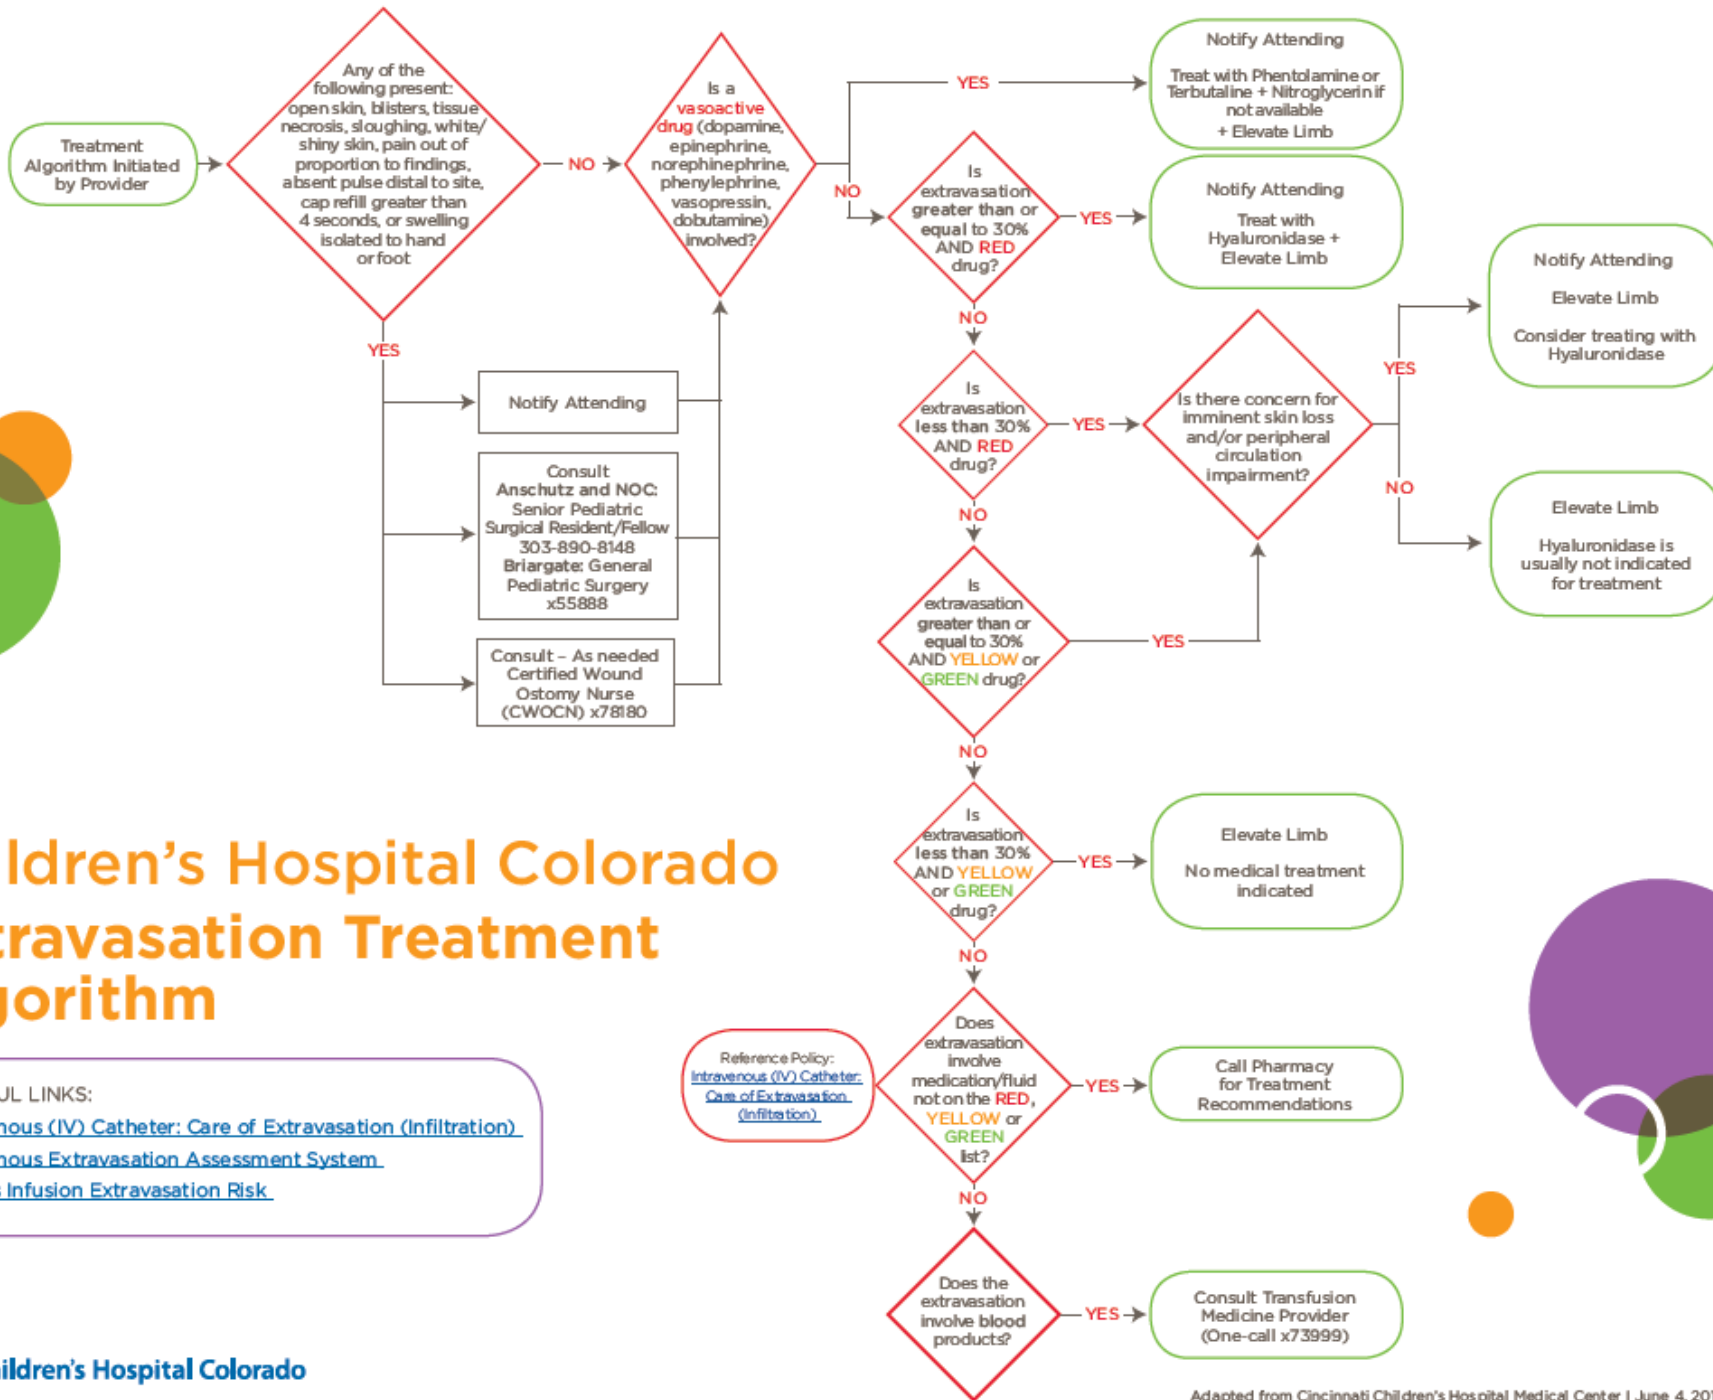 Treatment
Algorithm Initiated
by Provider
Any of the
following present:
open skin, blisters, tissue
necrosis, sloughing, white/
shiny skin, pain out of
proportion to findings,
absent pulse distal to site,
cap refill greater than
4 seconds, or swelling
isolated to hand
or foot
NO
YES
Notify Attending
Consult
Anschutz and NOC:
Senior Pediatric
Surgical Resident/Fellow
303-890-8148
Briargate: General
Pediatric Surgery
x55888
Consult – As needed
Certified Wound
Ostomy Nurse
(CWOCN) x78180
Is a
vasoactive
drug (dopamine,
epinephrine,
norephinephrine,
phenylephrine,
vasopressin,
dobutamine)
involved?
YES
Notify Attending
Treat with Phentolamine or
Terbutaline + Nitroglycerin if
not available
+ Elevate Limb
NO
Is
extravasation
greater than or
equal to 30%
AND RED
drug?
YES
Notify Attending
Treat with
Hyaluronidase +
Elevate Limb
NO
Is
extravasation
less than 30%
AND RED
drug?
YES
Is there concern for
imminent skin loss
and/or peripheral
circulation
impairment?
YES
Notify Attending
Elevate Limb
Consider treating with
Hyaluronidase
NO
Elevate Limb
Hyaluronidase is
usually not indicated
for treatment
NO
Is
extravasation
greater than or
equal to 30%
AND YELLOW or
GREEN drug?
YES
NO
Is
extravasation
less than 30%
AND YELLOW
or GREEN
drug?
YES
Elevate Limb
No medical treatment
indicated
NO
Does
extravasation
involve
medication/fluid
not on the RED,
YELLOW or
GREEN
list?
Reference Policy:
Intravenous (IV) Catheter:
Care of Extravasation
(Infiltration)
YES
Call Pharmacy
for Treatment
Recommendations
NO
Does the
extravasation
involve blood
products?
YES
Consult Transfusion
Medicine Provider
(One-call x73999)
ldren's Hospital Colorado
travasation Treatment
gorithm
UL LINKS:
nous (IV) Catheter: Care of Extravasation (Infiltration)
nous Extravasation Assessment System
s Infusion Extravasation Risk
hildren's Hospital Colorado
Adapted from Cincinnati Children's Hospital Medical Center | June 4, 201